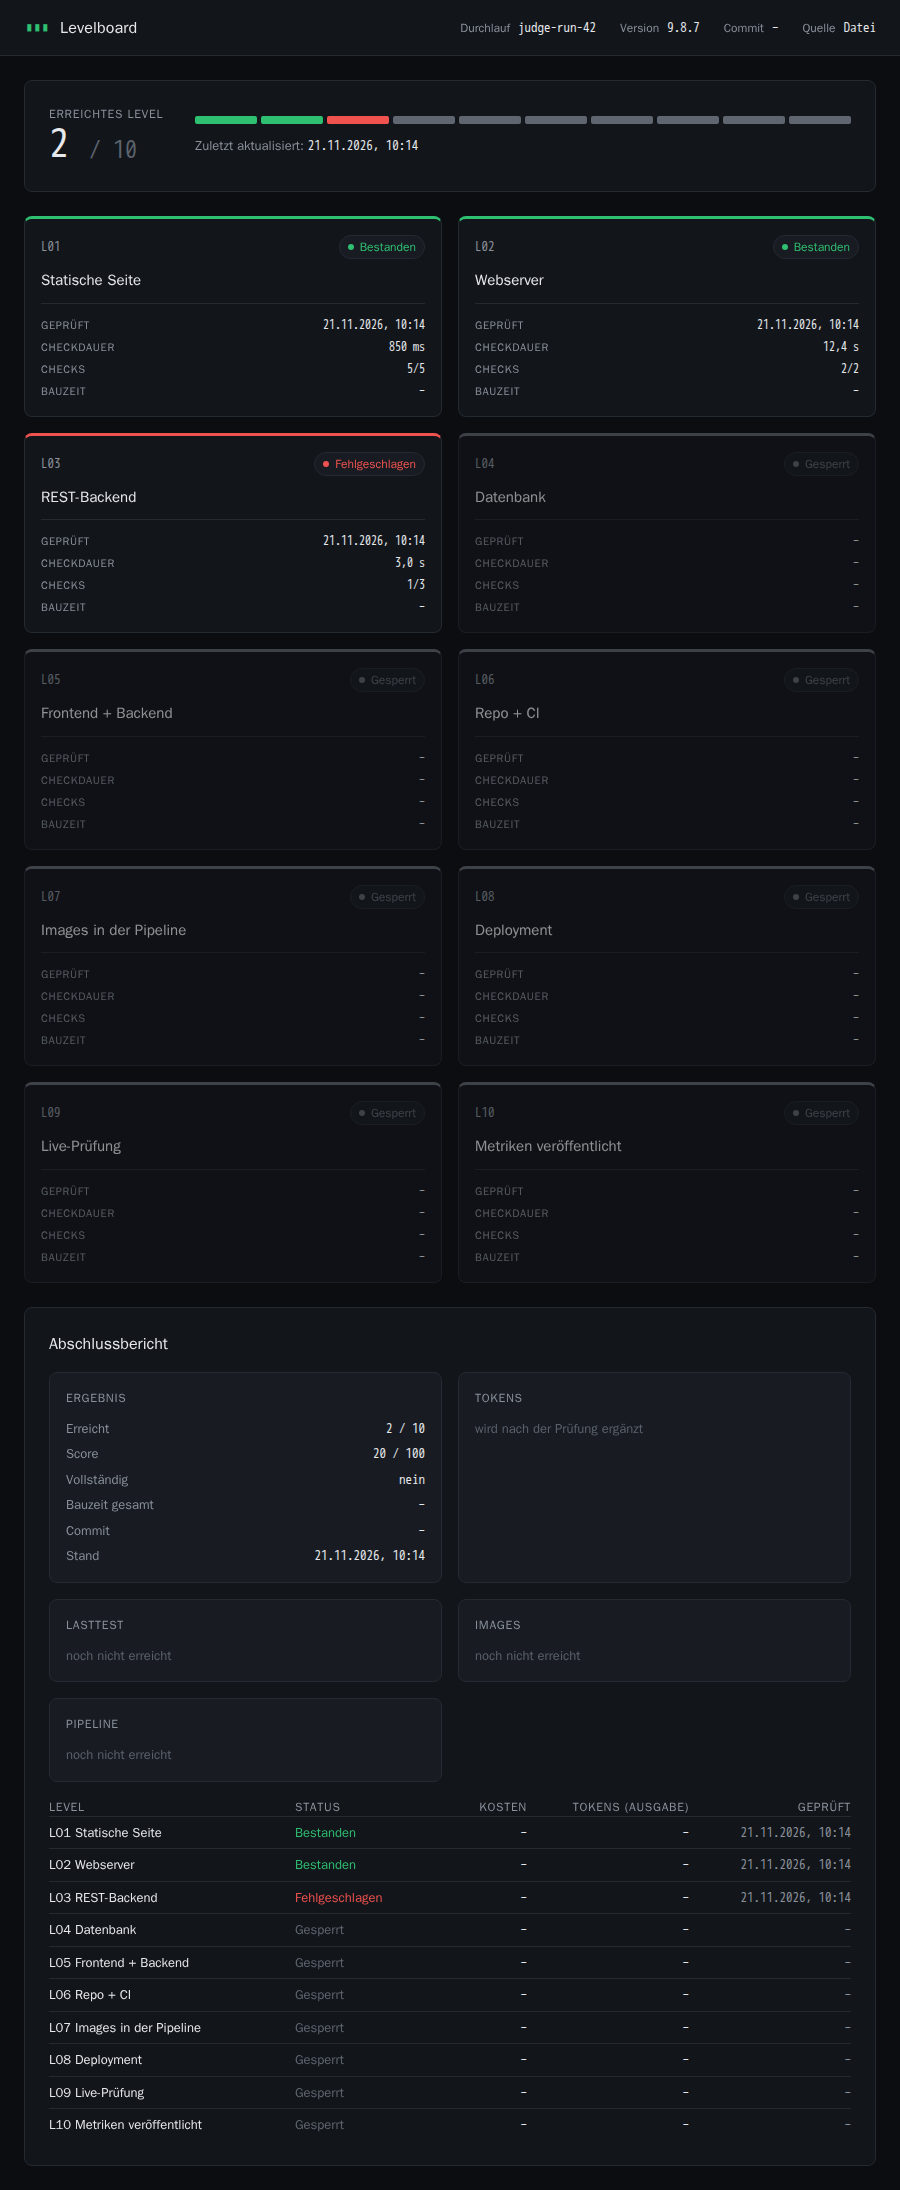 Levelboard
Durchlauf judge-run-42 Version 9.8.7 Commit – Quelle Datei
ERREICHTES LEVEL
2 / 10
Zuletzt aktualisiert: 21.11.2026, 10:14
L01 Bestanden
Statische Seite
GEPRÜFT 21.11.2026, 10:14
CHECKDAUER 850 ms
CHECKS 5/5
BAUZEIT –
L02 Bestanden
Webserver
GEPRÜFT 21.11.2026, 10:14
CHECKDAUER 12,4 s
CHECKS 2/2
BAUZEIT –
L03 Fehlgeschlagen
REST-Backend
GEPRÜFT 21.11.2026, 10:14
CHECKDAUER 3,0 s
CHECKS 1/3
BAUZEIT –
L04 Gesperrt
Datenbank
GEPRÜFT –
CHECKDAUER –
CHECKS –
BAUZEIT –
L05 Gesperrt
Frontend + Backend
GEPRÜFT –
CHECKDAUER –
CHECKS –
BAUZEIT –
L06 Gesperrt
Repo + CI
GEPRÜFT –
CHECKDAUER –
CHECKS –
BAUZEIT –
L07 Gesperrt
Images in der Pipeline
GEPRÜFT –
CHECKDAUER –
CHECKS –
BAUZEIT –
L08 Gesperrt
Deployment
GEPRÜFT –
CHECKDAUER –
CHECKS –
BAUZEIT –
L09 Gesperrt
Live-Prüfung
GEPRÜFT –
CHECKDAUER –
CHECKS –
BAUZEIT –
L10 Gesperrt
Metriken veröffentlicht
GEPRÜFT –
CHECKDAUER –
CHECKS –
BAUZEIT –
Abschlussbericht
ERGEBNIS
Erreicht 2 / 10
Score 20 / 100
Vollständig nein
Bauzeit gesamt –
Commit –
Stand 21.11.2026, 10:14
TOKENS
wird nach der Prüfung ergänzt
LASTTEST
noch nicht erreicht
IMAGES
noch nicht erreicht
PIPELINE
noch nicht erreicht
LEVEL STATUS KOSTEN TOKENS (AUSGABE) GEPRÜFT
L01 Statische Seite Bestanden – – 21.11.2026, 10:14
L02 Webserver Bestanden – – 21.11.2026, 10:14
L03 REST-Backend Fehlgeschlagen – – 21.11.2026, 10:14
L04 Datenbank Gesperrt – – –
L05 Frontend + Backend Gesperrt – – –
L06 Repo + CI Gesperrt – – –
L07 Images in der Pipeline Gesperrt – – –
L08 Deployment Gesperrt – – –
L09 Live-Prüfung Gesperrt – – –
L10 Metriken veröffentlicht Gesperrt – – –